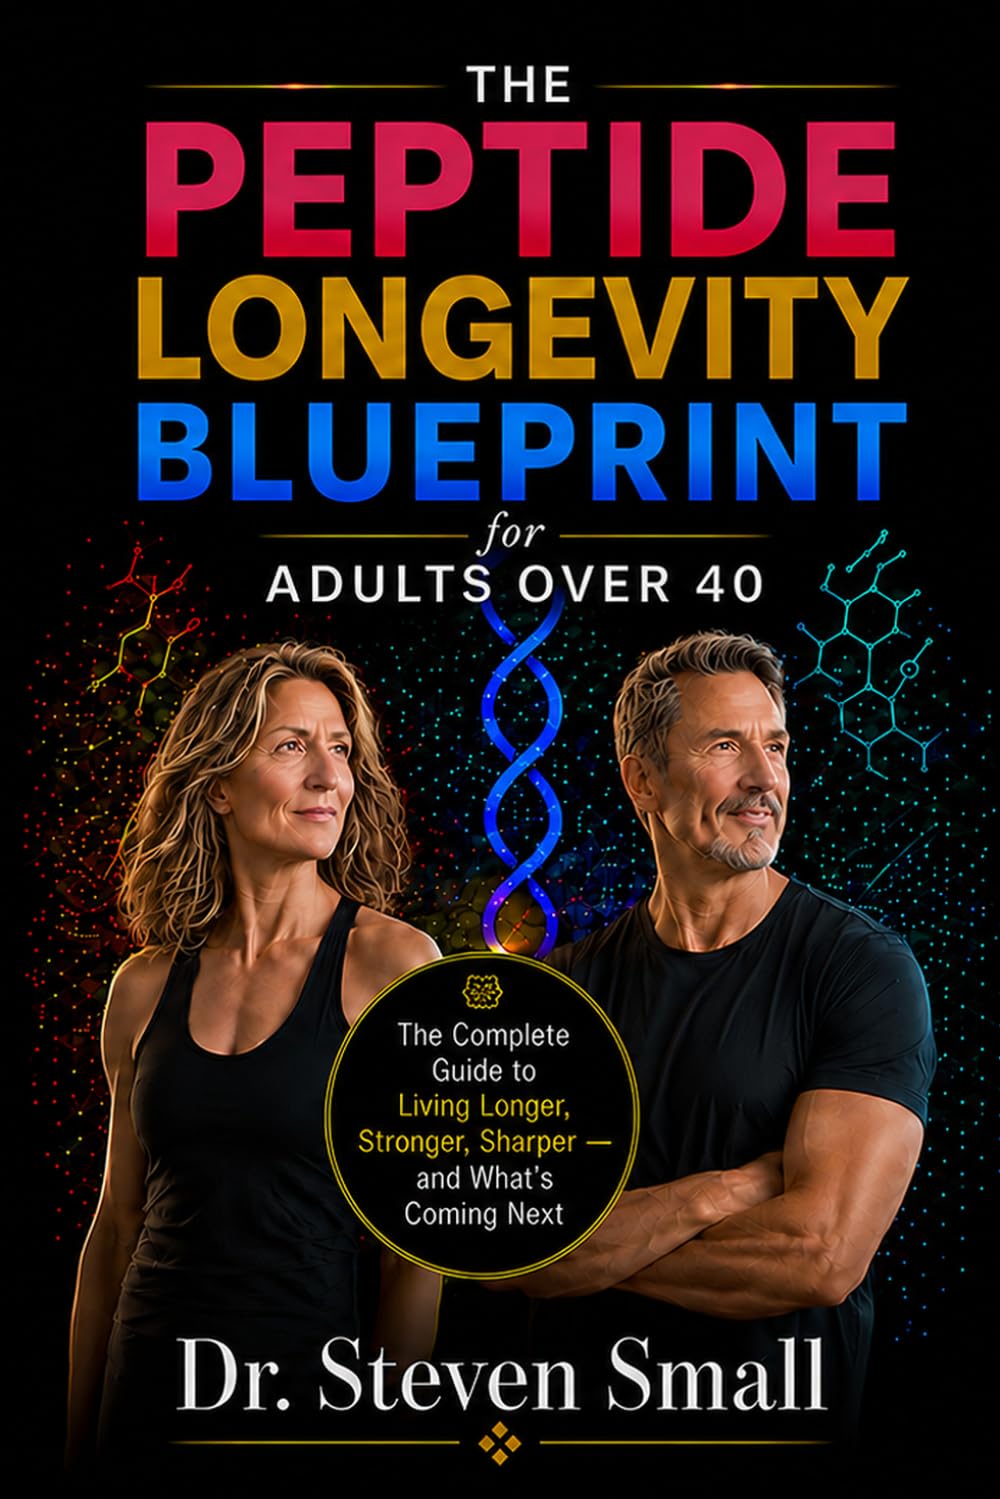 THE
PEPTIDE
LONGEVITY
BLUEPRINT
for
ADULTS OVER 40
The Complete
Guide to
Living Longer,
Stronger, Sharper —
and What's
Coming Next
Dr. Steven Small